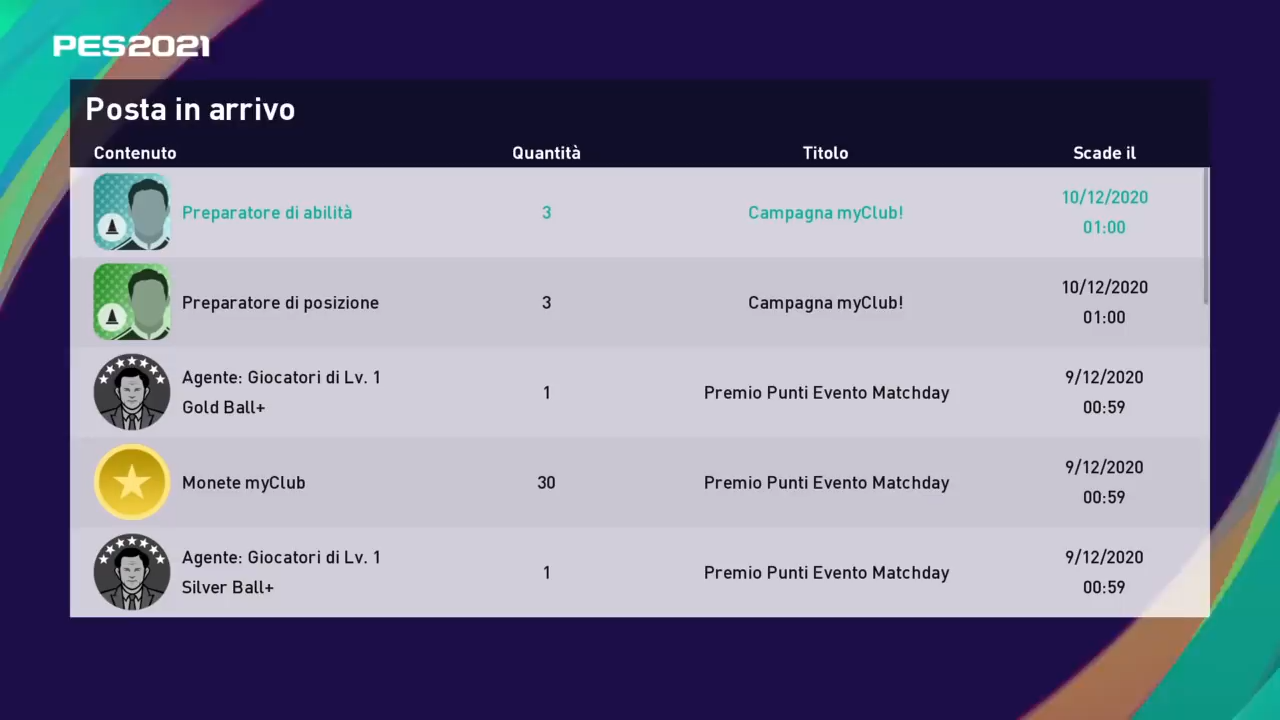 PES2021
Posta in arrivo
Contenuto Quantità Titolo Scade il
Preparatore di abilità 3 Campagna myClub! 10/12/2020 01:00
Preparatore di posizione 3 Campagna myClub! 10/12/2020 01:00
Agente: Giocatori di Lv. 1 Gold Ball+ 1 Premio Punti Evento Matchday 9/12/2020 00:59
Monete myClub 30 Premio Punti Evento Matchday 9/12/2020 00:59
Agente: Giocatori di Lv. 1 Silver Ball+ 1 Premio Punti Evento Matchday 9/12/2020 00:59